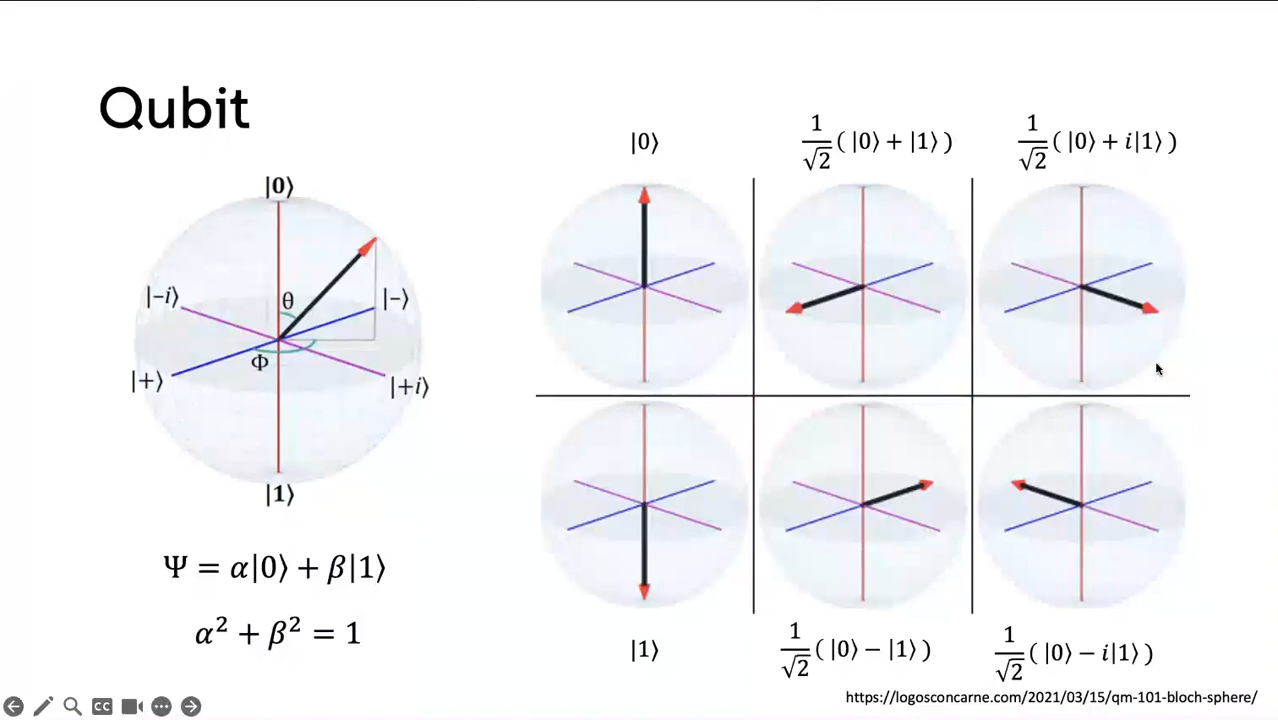 Qubit
|0⟩
|−i⟩
θ
|−⟩
Φ
|+⟩
|+i⟩
|1⟩
Ψ = α|0⟩ + β|1⟩
α² + β² = 1
|0⟩
1/√2 ( |0⟩ + |1⟩ )
1/√2 ( |0⟩ + i|1⟩ )
|1⟩
1/√2 ( |0⟩ − |1⟩ )
1/√2 ( |0⟩ − i|1⟩ )
https://logosconcarne.com/2021/03/15/qm-101-bloch-sphere/
CC